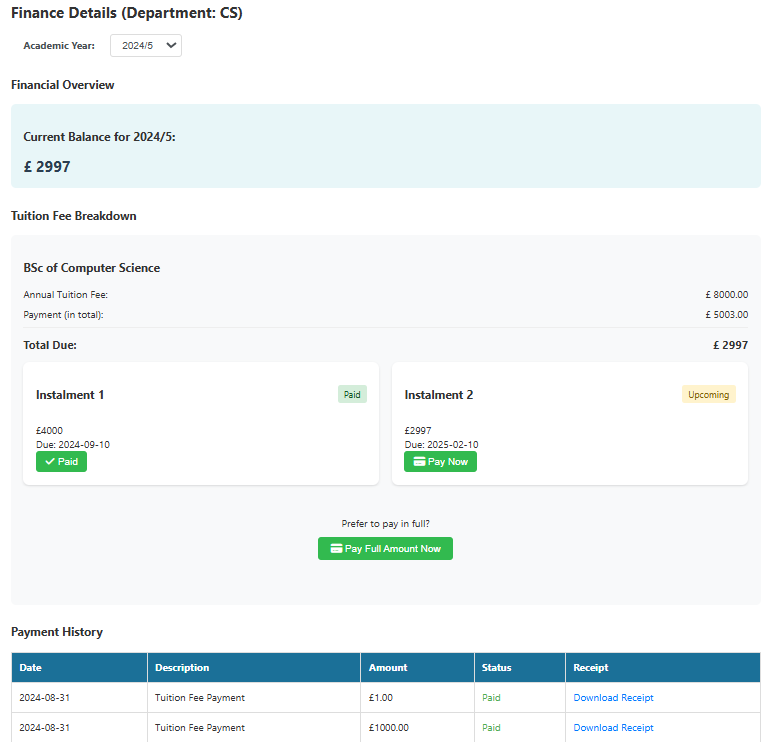 Finance Details (Department: CS)
Academic Year: 2024/5
Financial Overview
Current Balance for 2024/5:
£ 2997
Tuition Fee Breakdown
BSc of Computer Science
Annual Tuition Fee: £ 8000.00
Payment (in total): £ 5003.00
Total Due: £ 2997
Instalment 1 Paid
£4000
Due: 2024-09-10
Paid
Instalment 2 Upcoming
£2997
Due: 2025-02-10
Pay Now
Prefer to pay in full?
Pay Full Amount Now
Payment History
Date Description Amount Status Receipt
2024-08-31 Tuition Fee Payment £1.00 Paid Download Receipt
2024-08-31 Tuition Fee Payment £1000.00 Paid Download Receipt